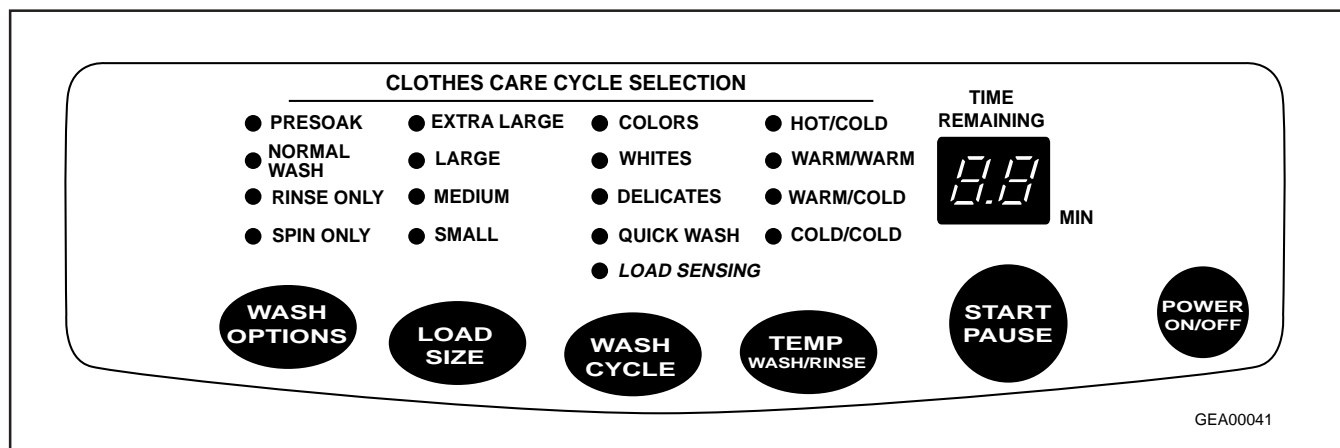 CLOTHES CARE CYCLE SELECTION
PRESOAK
NORMAL
WASH
RINSE ONLY
SPIN ONLY
EXTRA LARGE
LARGE
MEDIUM
SMALL
COLORS
WHITES
DELICATES
QUICK WASH
LOAD SENSING
HOT/COLD
WARM/WARM
WARM/COLD
COLD/COLD
TIME
REMAINING
8.8
MIN
WASH
OPTIONS
LOAD
SIZE
WASH
CYCLE
TEMP
WASH/RINSE
START
PAUSE
POWER
ON/OFF
GEA00041